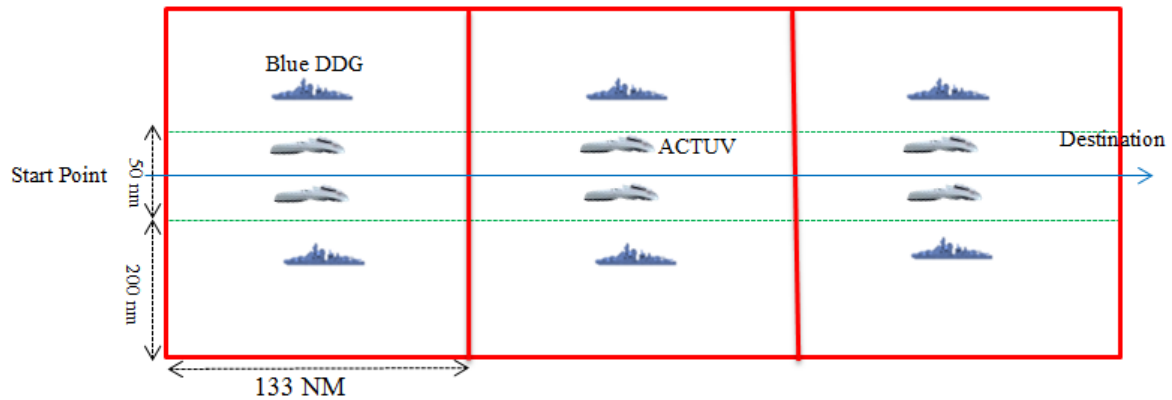 Blue DDG
ACTUV
Destination
Start Point
50 nm
200 nm
133 NM